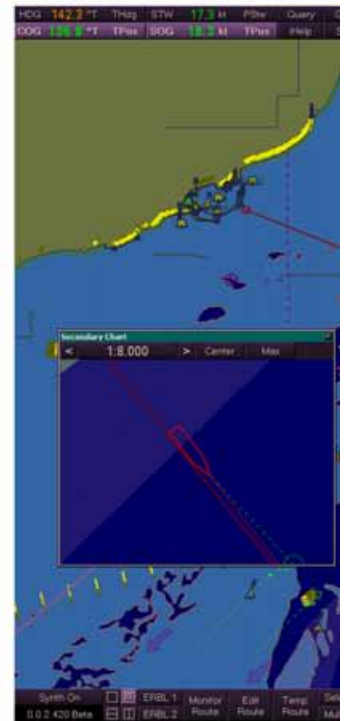 HDG 142.3 °T THdg STW 17.3 kt PStw Query
COG 136.9 °T TPos SOG 18.3 kt TPos Help
Secondary Chart
< 1:8.000 > Center Max
Synth On ERBL 1 Monitor Route Edit Route Temp Route
0.0.2.420 Beta ERBL 2